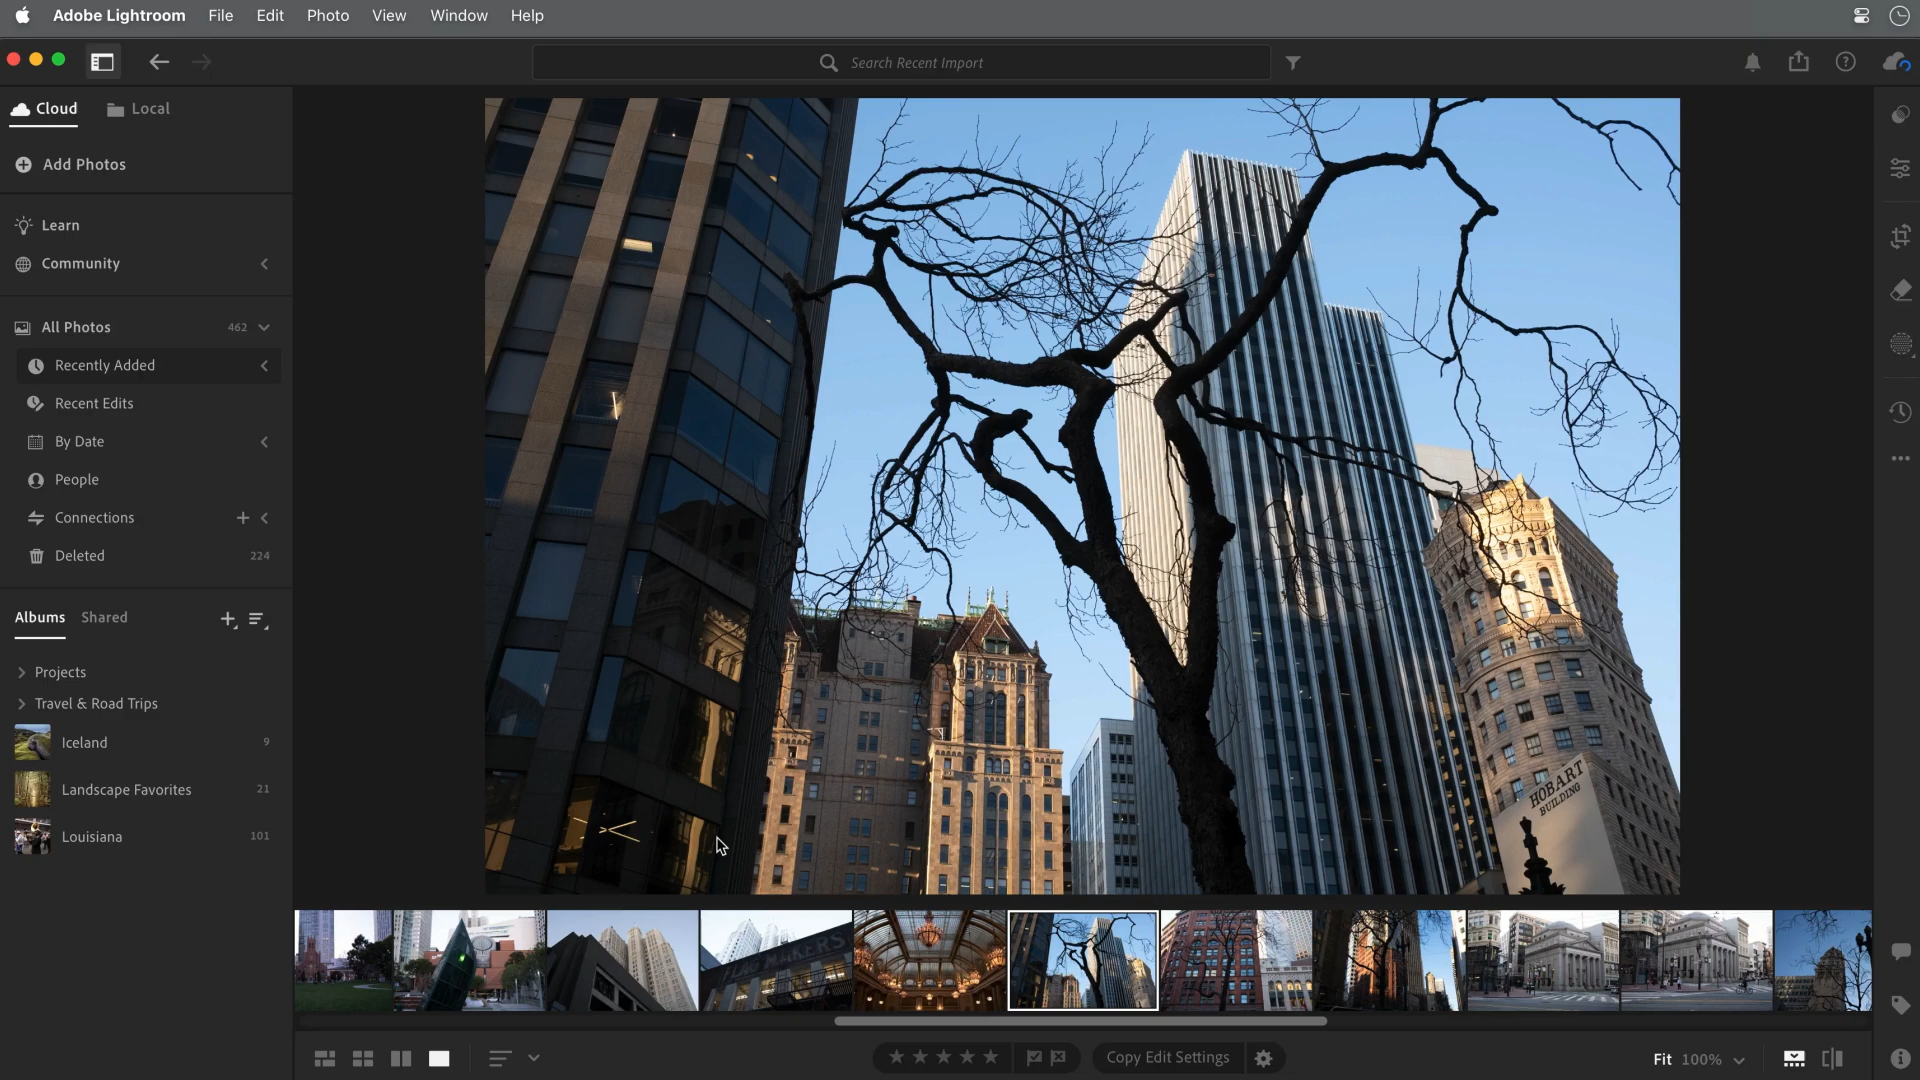 Adobe Lightroom File Edit Photo View Window Help
Search Recent Import
Cloud Local
Add Photos
Learn
Community
All Photos 462
Recently Added
Recent Edits
By Date
People
Connections
Deleted 224
Albums Shared
Projects
Travel & Road Trips
Iceland 9
Landscape Favorites 21
Louisiana 101
HOBART
BUILDING
Copy Edit Settings
Fit 100%